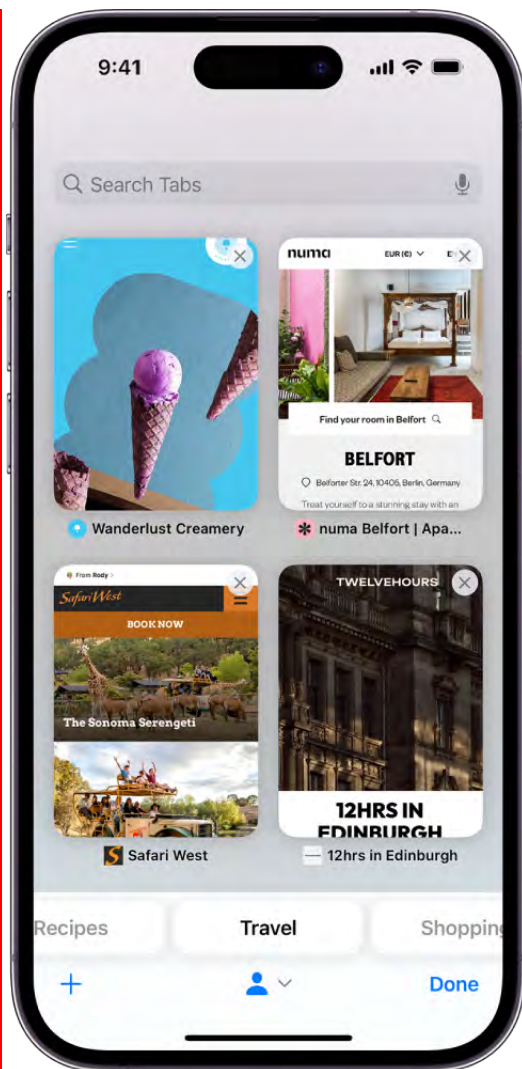 9:41
Search Tabs
numa EUR (€)
Find your room in Belfort
BELFORT
Belforter Str. 24, 10405, Berlin, Germany
Treat yourself to a stunning stay with an
Wanderlust Creamery
numa Belfort | Apa...
From Rody >
Safari West
BOOK NOW
The Sonoma Serengeti
TWELVEHOURS
12HRS IN
EDINBURGH
Safari West
12hrs in Edinburgh
Recipes
Travel
Shopping
Done